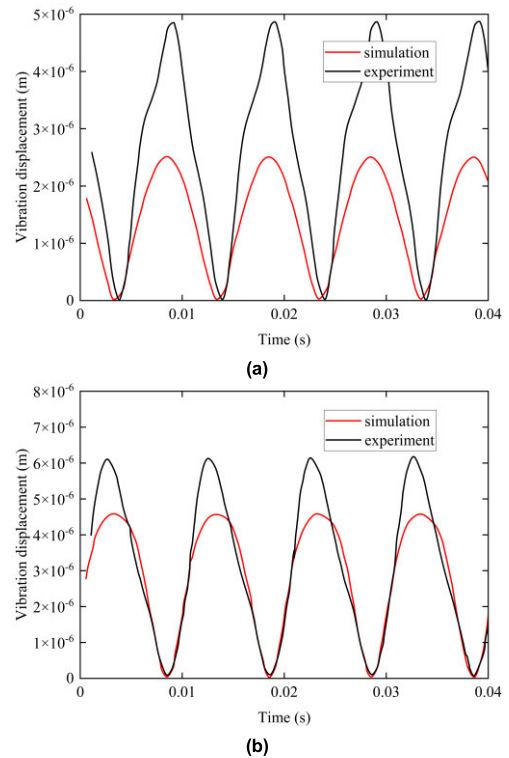 5×10⁻⁶
4×10⁻⁶
3×10⁻⁶
2×10⁻⁶
1×10⁻⁶
0
Vibration displacement (m)
simulation
experiment
0 0.01 0.02 0.03 0.04
Time (s)
(a)
8×10⁻⁶
7×10⁻⁶
6×10⁻⁶
5×10⁻⁶
4×10⁻⁶
3×10⁻⁶
2×10⁻⁶
1×10⁻⁶
0
Vibration displacement (m)
simulation
experiment
0 0.01 0.02 0.03 0.04
Time (s)
(b)